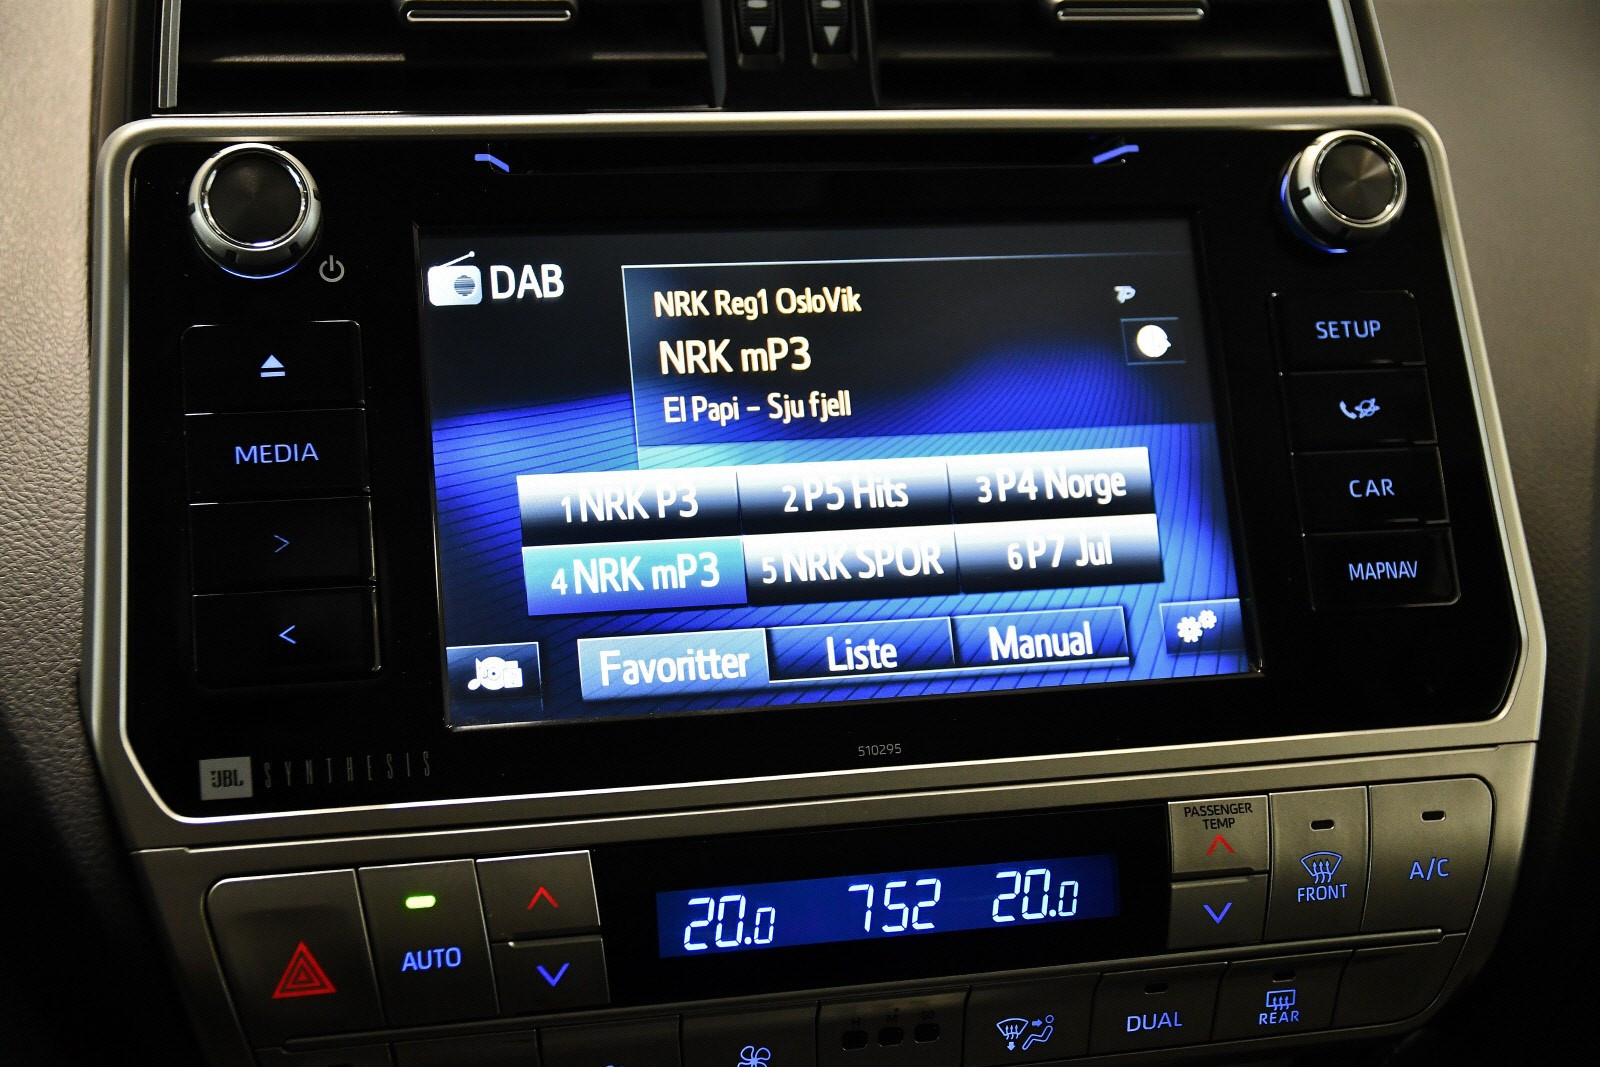 DAB
NRK Reg1 OsloVik
NRK mP3
El Papi - Sju fjell
1 NRK P3
2 P5 Hits
3 P4 Norge
4 NRK mP3
5 NRK SPOR
6 P7 Jul
Favoritter
Liste
Manual
MEDIA
>
<
SETUP
CAR
MAPNAV
JBL SYNTHESIS
510295
PASSENGER
TEMP
AUTO
20.0
752
20.0
FRONT
A/C
DUAL
REAR